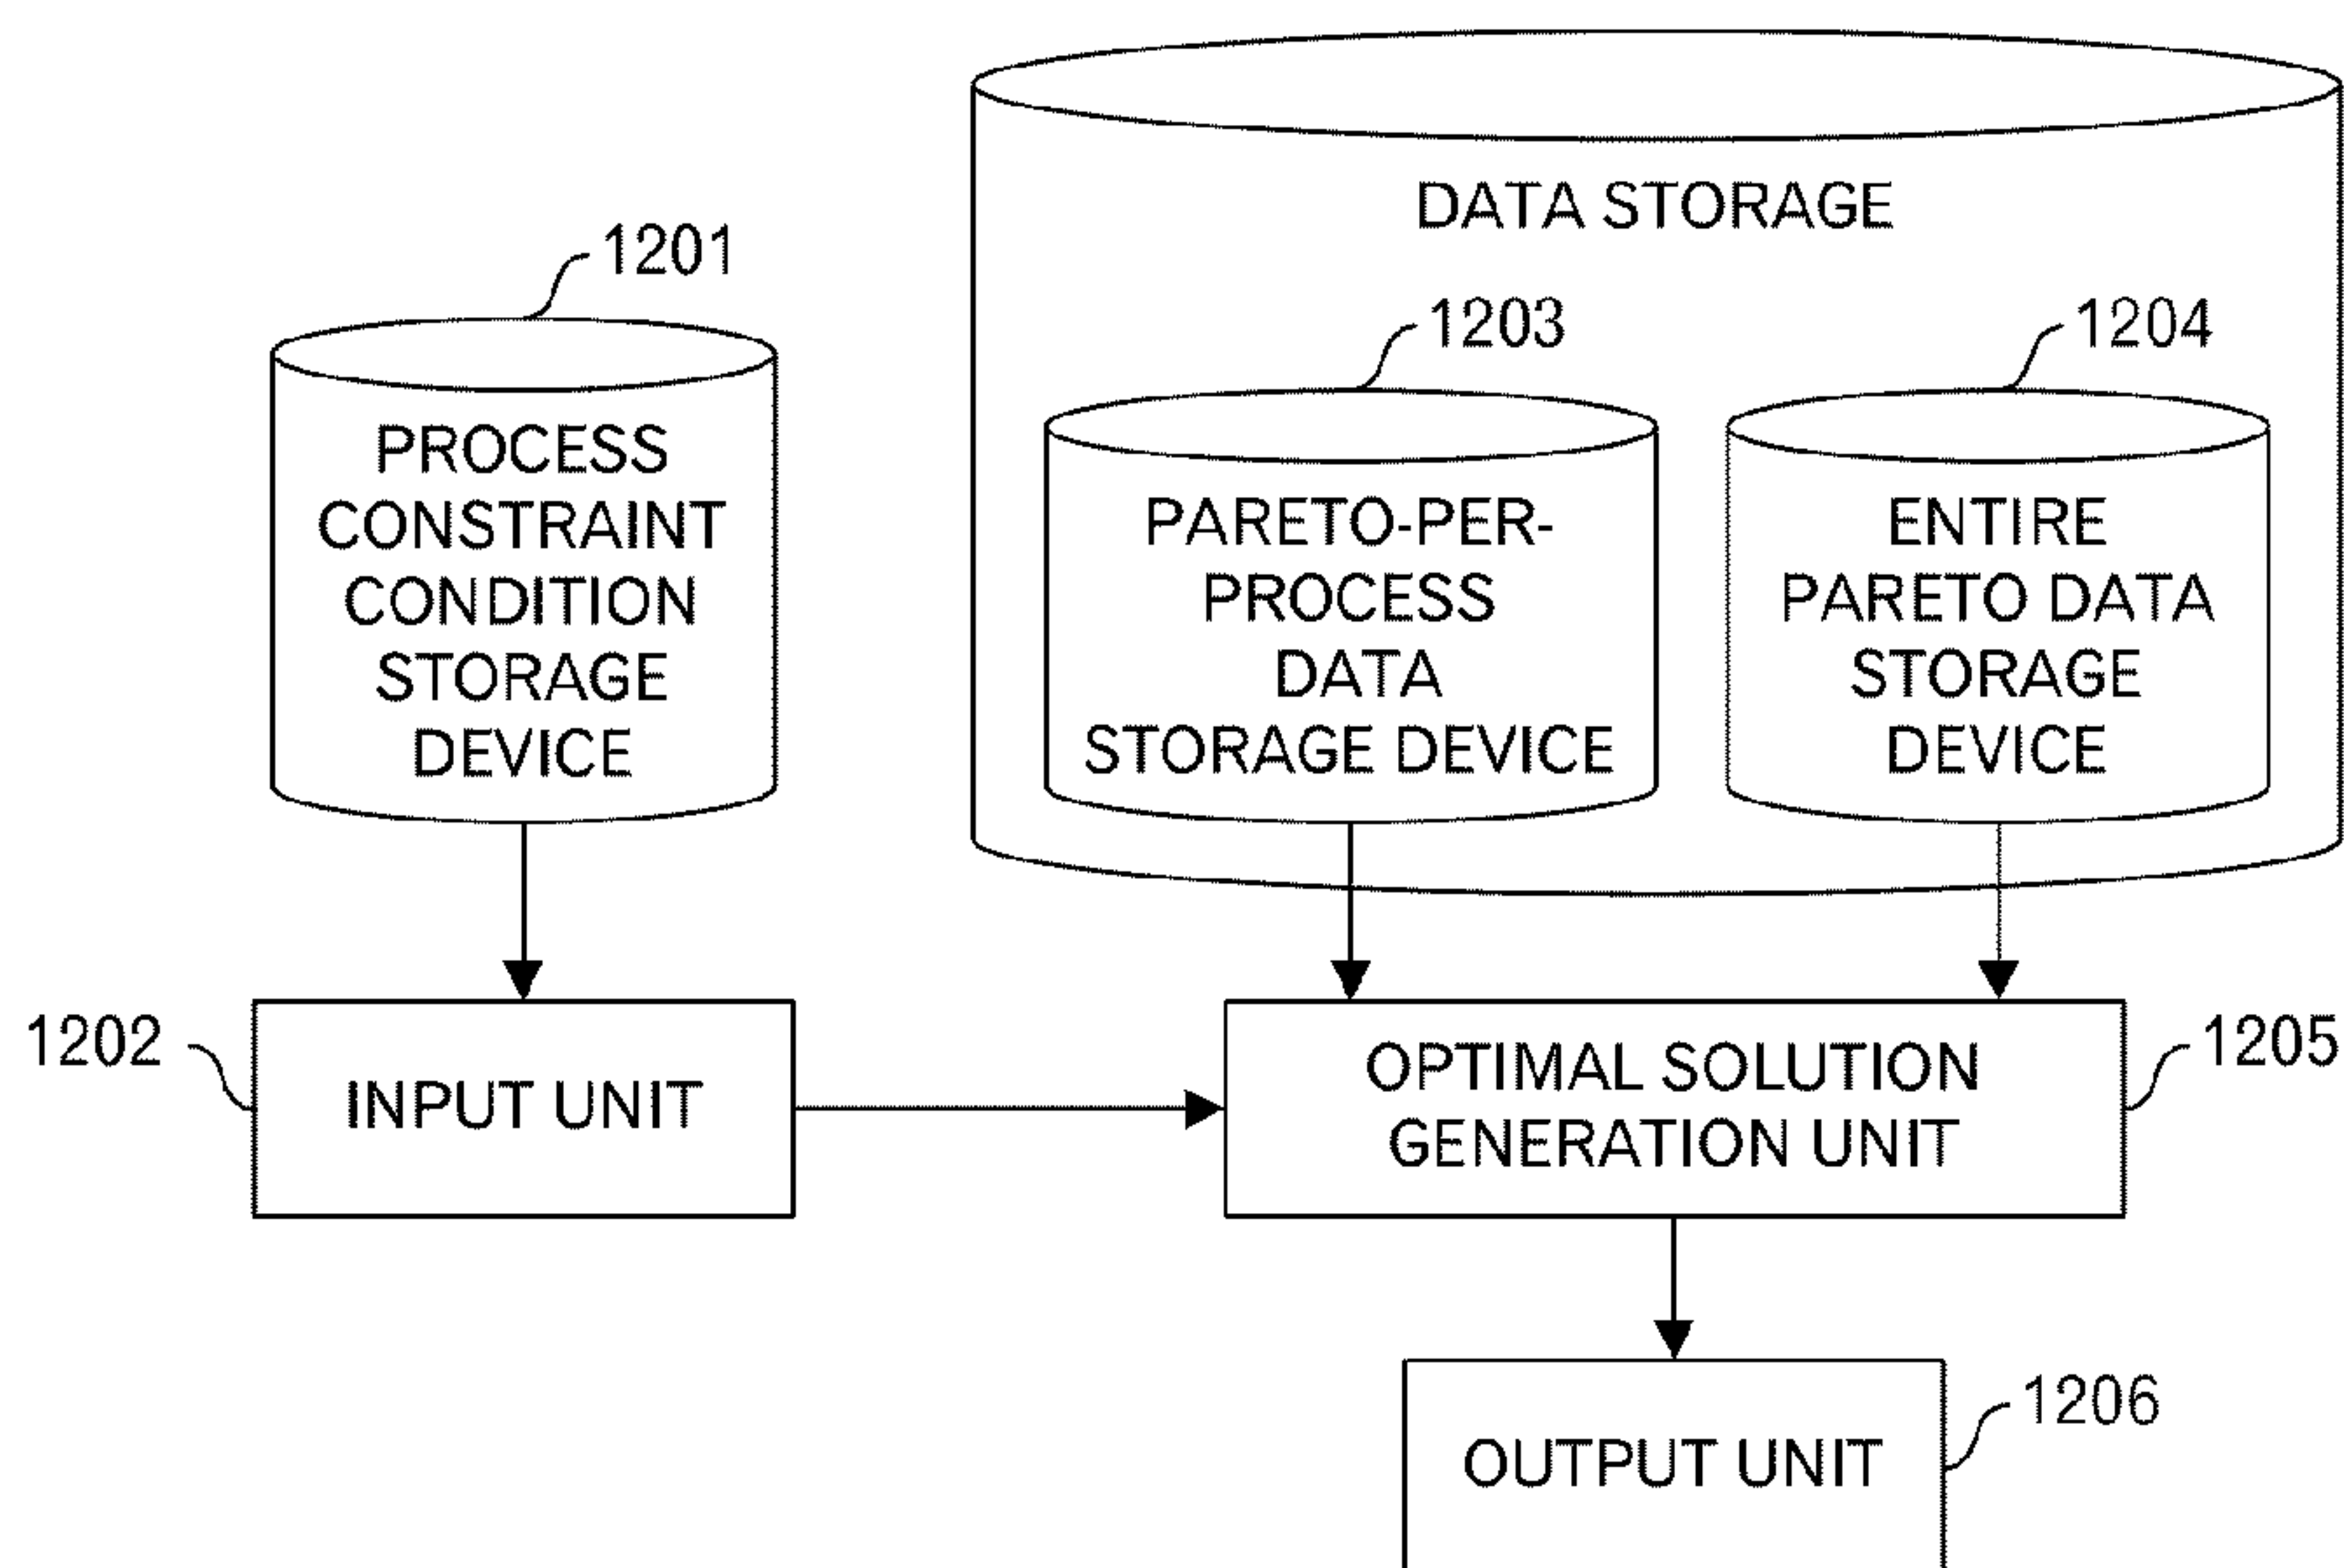 DATA STORAGE
1201
PROCESS
CONSTRAINT
CONDITION
STORAGE
DEVICE
1203
PARETO-PER-
PROCESS
DATA
STORAGE DEVICE
1204
ENTIRE
PARETO DATA
STORAGE
DEVICE
1202
INPUT UNIT
OPTIMAL SOLUTION
GENERATION UNIT
1205
OUTPUT UNIT
1206